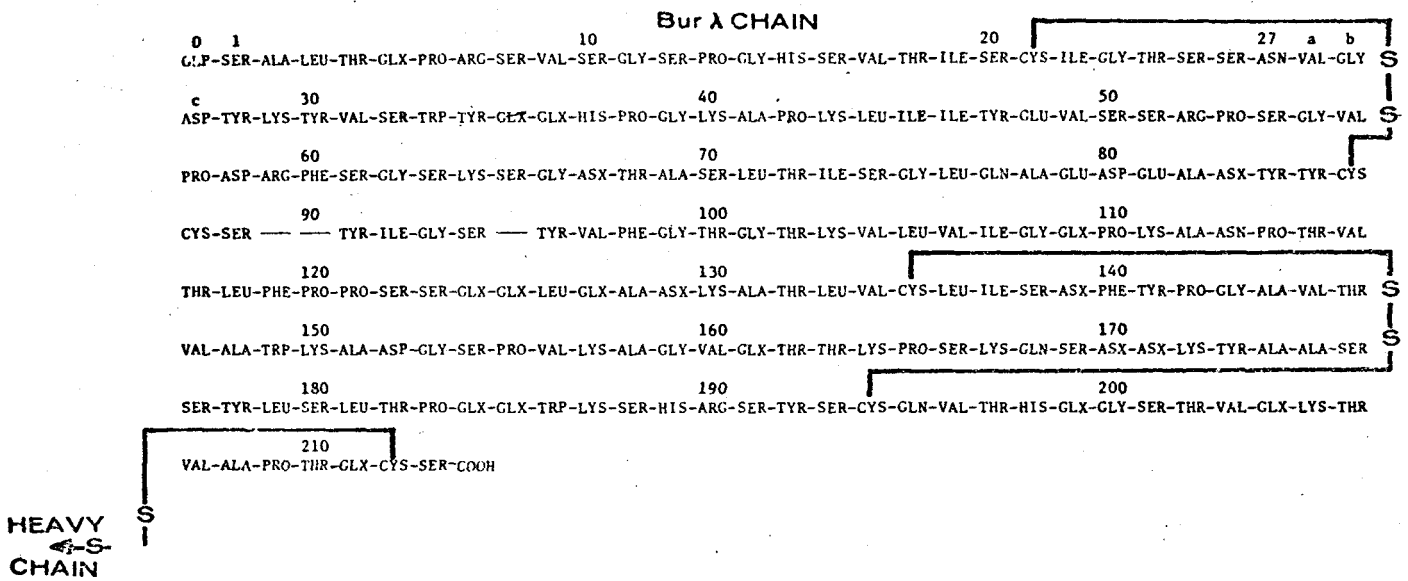 Bur λ CHAIN
0 1 10 20 27 a b
GLP-SER-ALA-LEU-THR-GLX-PRO-ARG-SER-VAL-SER-GLY-SER-PRO-GLY-HIS-SER-VAL-THR-ILE-SER-CYS-ILE-GLY-THR-SER-SER-ASN-VAL-GLY S
c 30 40 50
ASP-TYR-LYS-TYR-VAL-SER-TRP-TYR-GLX-GLX-HIS-PRO-GLY-LYS-ALA-PRO-LYS-LEU-ILE-ILE-TYR-GLU-VAL-SER-SER-ARG-PRO-SER-GLY-VAL S
60 70 80
PRO-ASP-ARG-PHE-SER-GLY-SER-LYS-SER-GLY-ASX-THR-ALA-SER-LEU-THR-ILE-SER-GLY-LEU-GLN-ALA-GLU-ASP-GLU-ALA-ASX-TYR-TYR-CYS
90 100 110
CYS-SER — — TYR-ILE-GLY-SER — TYR-VAL-PHE-GLY-THR-GLY-THR-LYS-VAL-LEU-VAL-ILE-GLY-GLX-PRO-LYS-ALA-ASN-PRO-THR-VAL
120 130 140
THR-LEU-PHE-PRO-PRO-SER-SER-GLX-GLX-LEU-GLX-ALA-ASX-LYS-ALA-THR-LEU-VAL-CYS-LEU-ILE-SER-ASX-PHE-TYR-PRO-GLY-ALA-VAL-THR S
150 160 170
VAL-ALA-TRP-LYS-ALA-ASP-GLY-SER-PRO-VAL-LYS-ALA-GLY-VAL-GLX-THR-THR-LYS-PRO-SER-LYS-GLN-SER-ASX-ASX-LYS-TYR-ALA-ALA-SER S
180 190 200
SER-TYR-LEU-SER-LEU-THR-PRO-GLX-GLX-TRP-LYS-SER-HIS-ARG-SER-TYR-SER-CYS-GLN-VAL-THR-HIS-GLX-GLY-SER-THR-VAL-GLX-LYS-THR
210
VAL-ALA-PRO-THR-GLX-CYS-SER-COOH
S
HEAVY
-S-
CHAIN